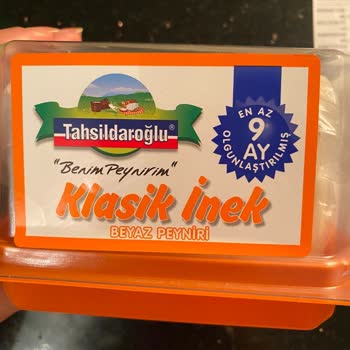 Tahsildaroğlu®
"Benim Peynirim"
Klasik İnek
BEYAZ PEYNİRİ
EN AZ
9
AY
OLGUNLAŞTIRILMIŞ